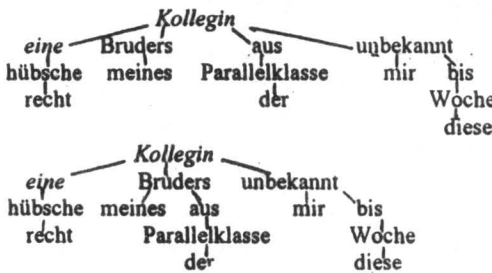 Kollegin
eine Bruders aus unbekannt
hübsche meines Parallelklasse mir bis
recht der Woche
diese
Kollegin
eine Bruders unbekannt
hübsche meines aus mir bis
recht Parallelklasse Woche
der diese